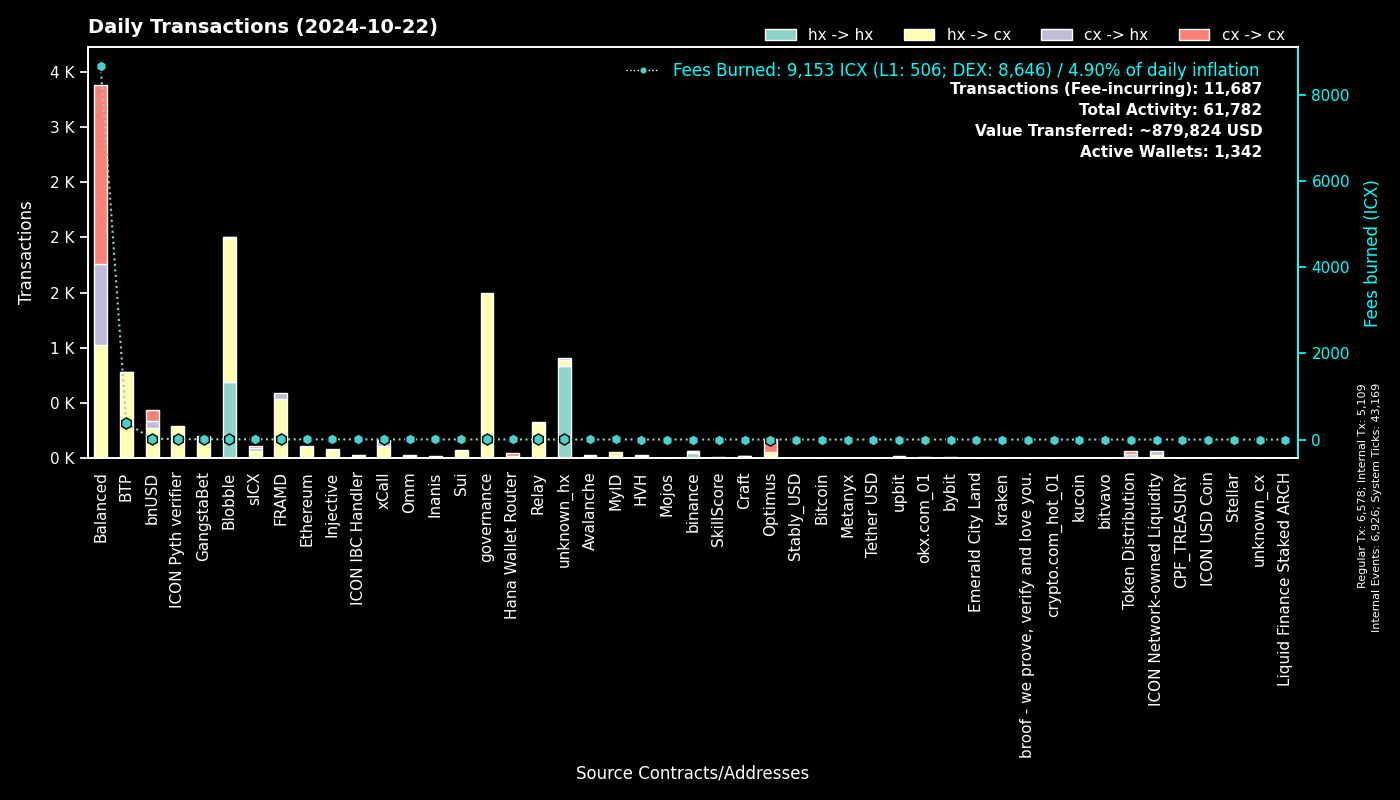 Daily Transactions (2024-10-22)
hx -> hx
hx -> cx
cx -> hx
cx -> cx
Fees Burned: 9,153 ICX (L1: 506; DEX: 8,646) / 4.90% of daily inflation
Transactions (Fee-incurring): 11,687
Total Activity: 61,782
Value Transferred: ~879,824 USD
Active Wallets: 1,342
4 K
3 K
2 K
2 K
2 K
1 K
0 K
0 K
Transactions
8000
6000
4000
2000
0
Fees burned (ICX)
Regular Tx: 6,578; Internal Tx: 5,109
Internal Events: 6,926; System Ticks: 43,169
Balanced
BTP
bnUSD
ICON Pyth verifier
GangstaBet
Blobble
sICX
FRAMD
Ethereum
Injective
ICON IBC Handler
xCall
Omm
Inanis
Sui
governance
Hana Wallet Router
Relay
unknown_hx
Avalanche
MyID
HVH
Mojos
binance
SkillScore
Craft
Optimus
Stably_USD
Bitcoin
Metanyx
Tether USD
upbit
okx.com_01
bybit
Emerald City Land
kraken
broof - we prove, verify and love you.
crypto.com_hot_01
kucoin
bitvavo
Token Distribution
ICON Network-owned Liquidity
CPF_TREASURY
ICON USD Coin
Stellar
unknown_cx
Liquid Finance Staked ARCH
Source Contracts/Addresses